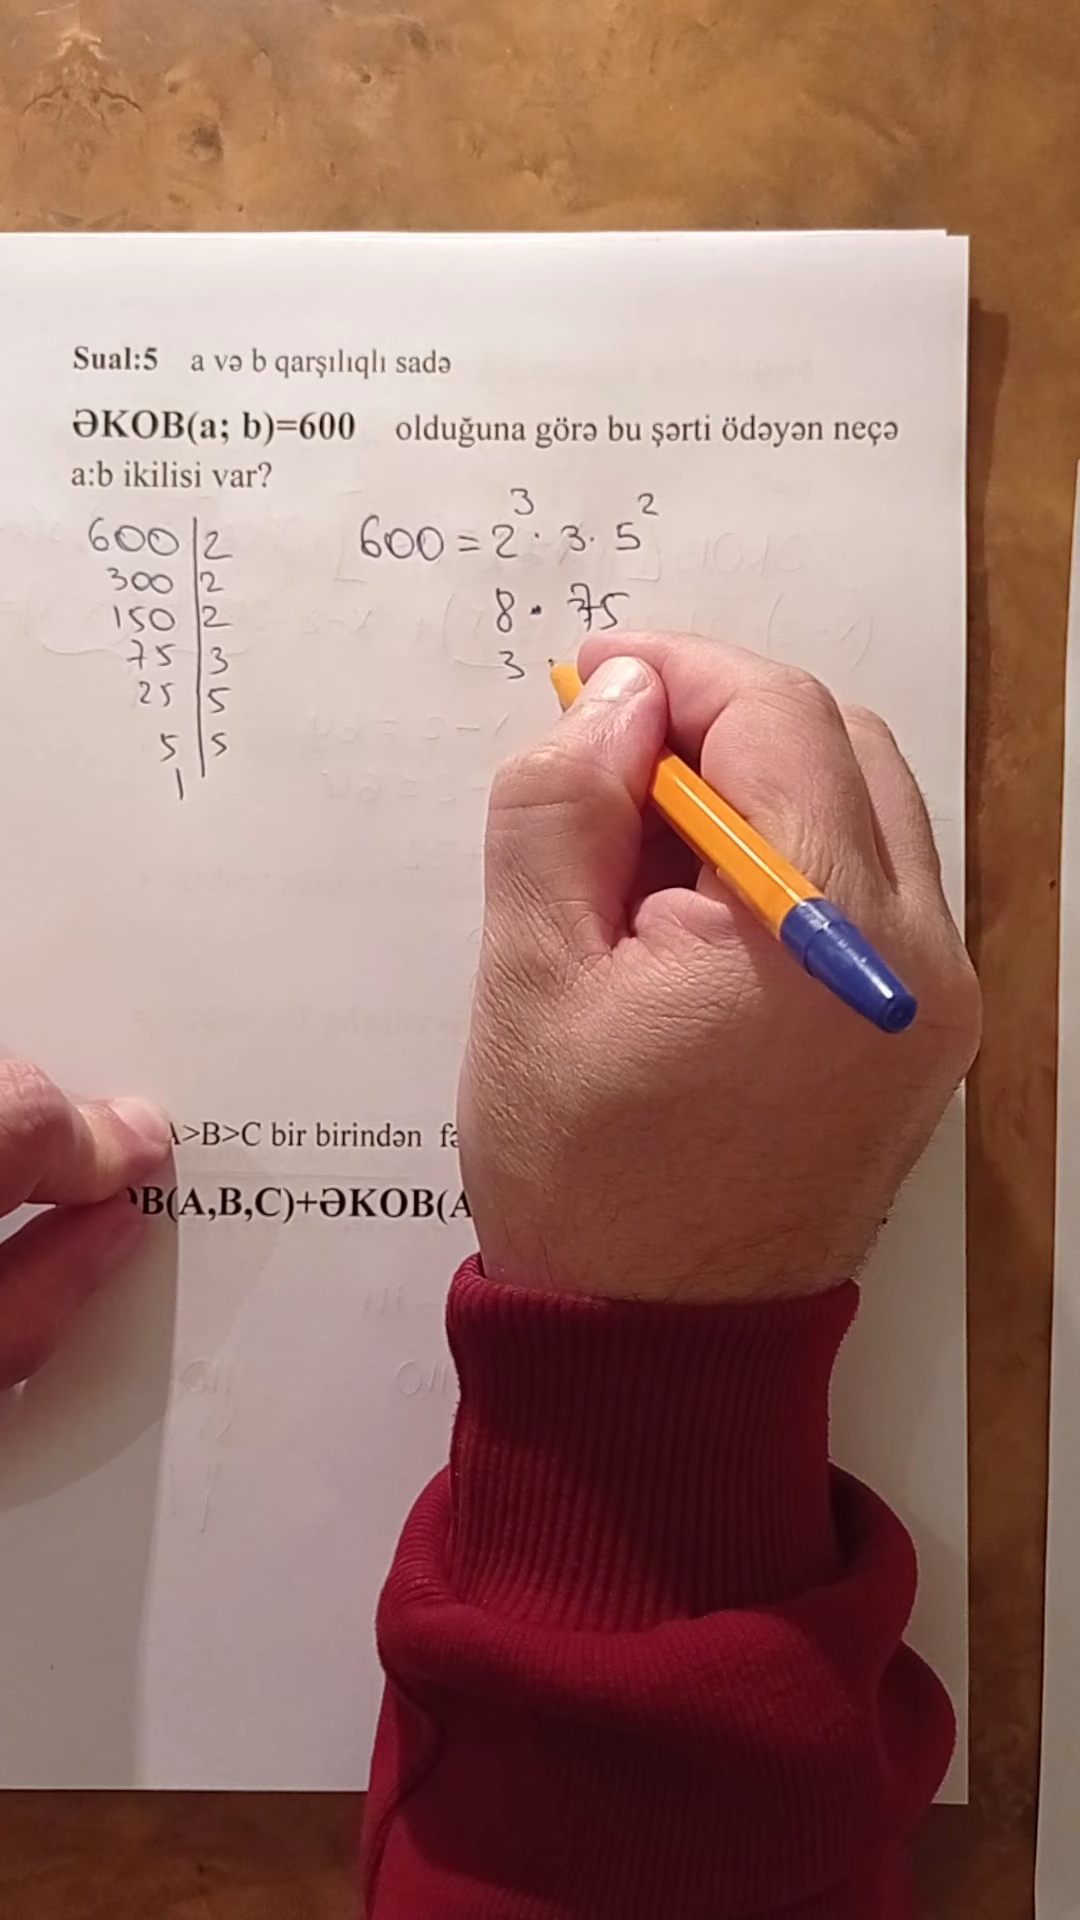 Sual:5 a və b qarşılıqlı sadə
ƏKOB(a; b)=600 olduğuna görə bu şərti ödəyən neçə
a:b ikilisi var?
600 | 2
300 | 2
150 | 2
75 | 3
25 | 5
5 | 5
1
600 = 2³ · 3 · 5²
8 · 75
3 ·
A>B>C bir birindən
B(A,B,C)+ƏKOB(A